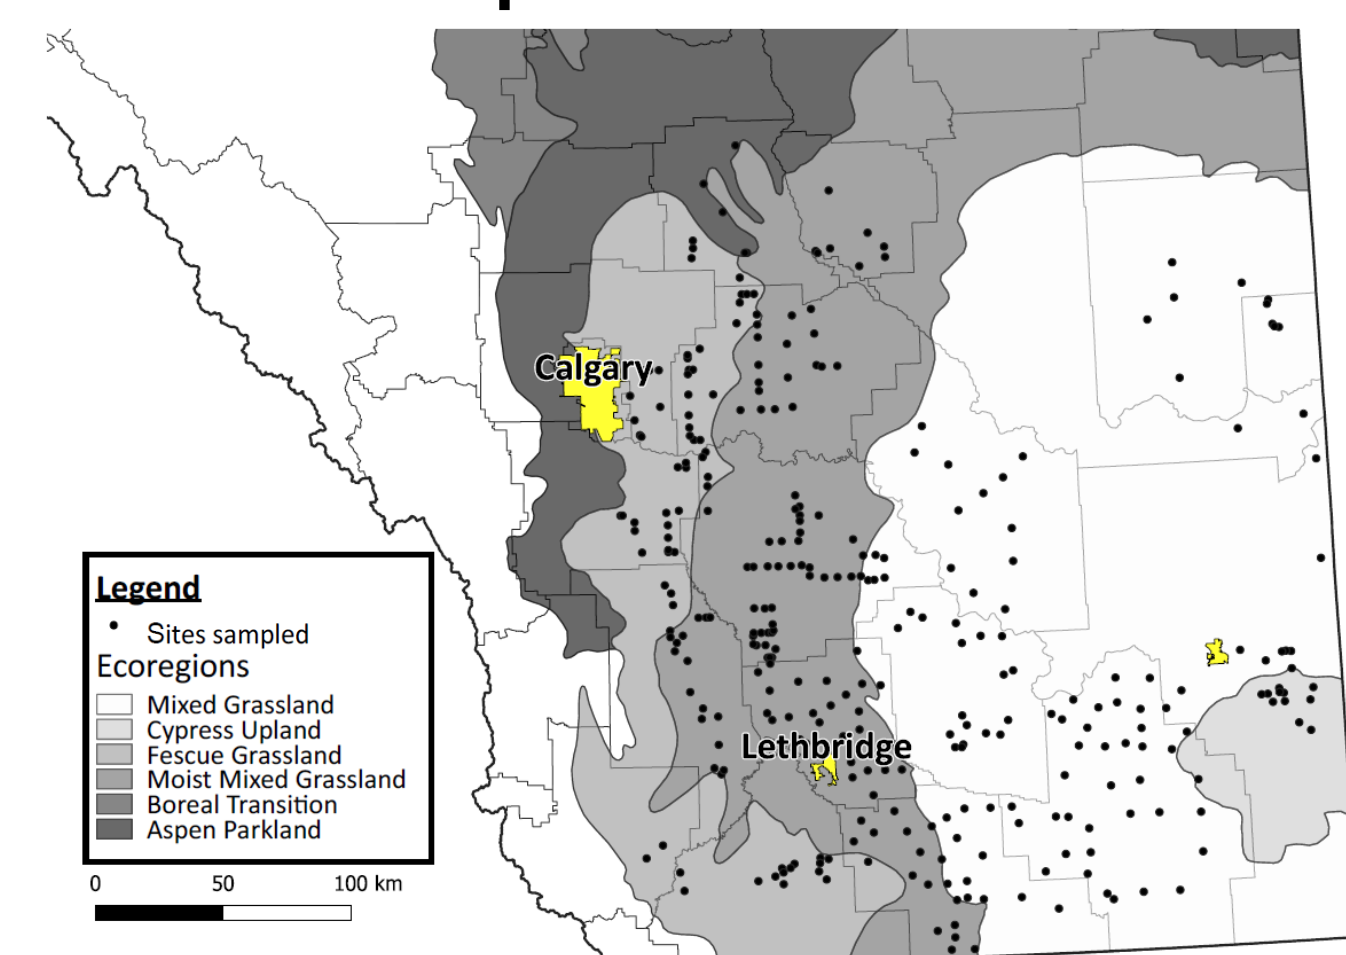 Calgary
Lethbridge
Legend
Sites sampled
Ecoregions
Mixed Grassland
Cypress Upland
Fescue Grassland
Moist Mixed Grassland
Boreal Transition
Aspen Parkland
0 50 100 km